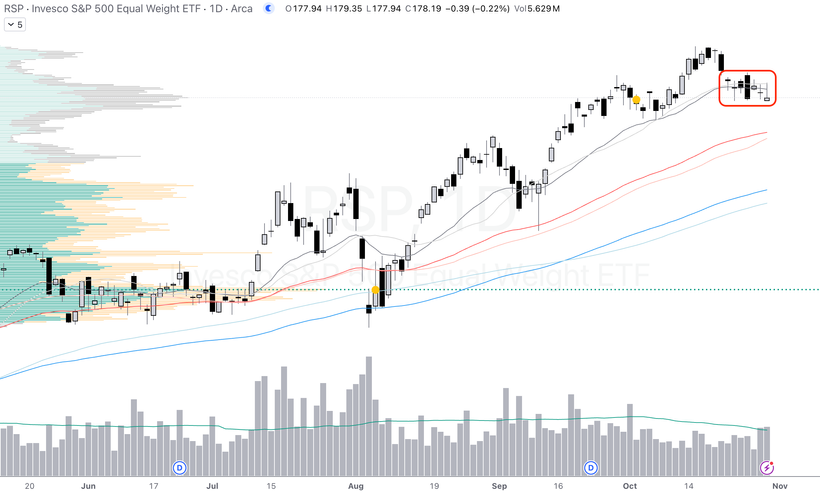 RSP · Invesco S&P 500 Equal Weight ETF · 1D · Arca O177.94 H179.35 L177.94 C178.19 −0.39 (−0.22%) Vol5.629M
5
RSP, 1D
Invesco S&P 500 Equal Weight ETF
D D
20 Jun 17 Jul 15 Aug 19 Sep 16 Oct 14 Nov